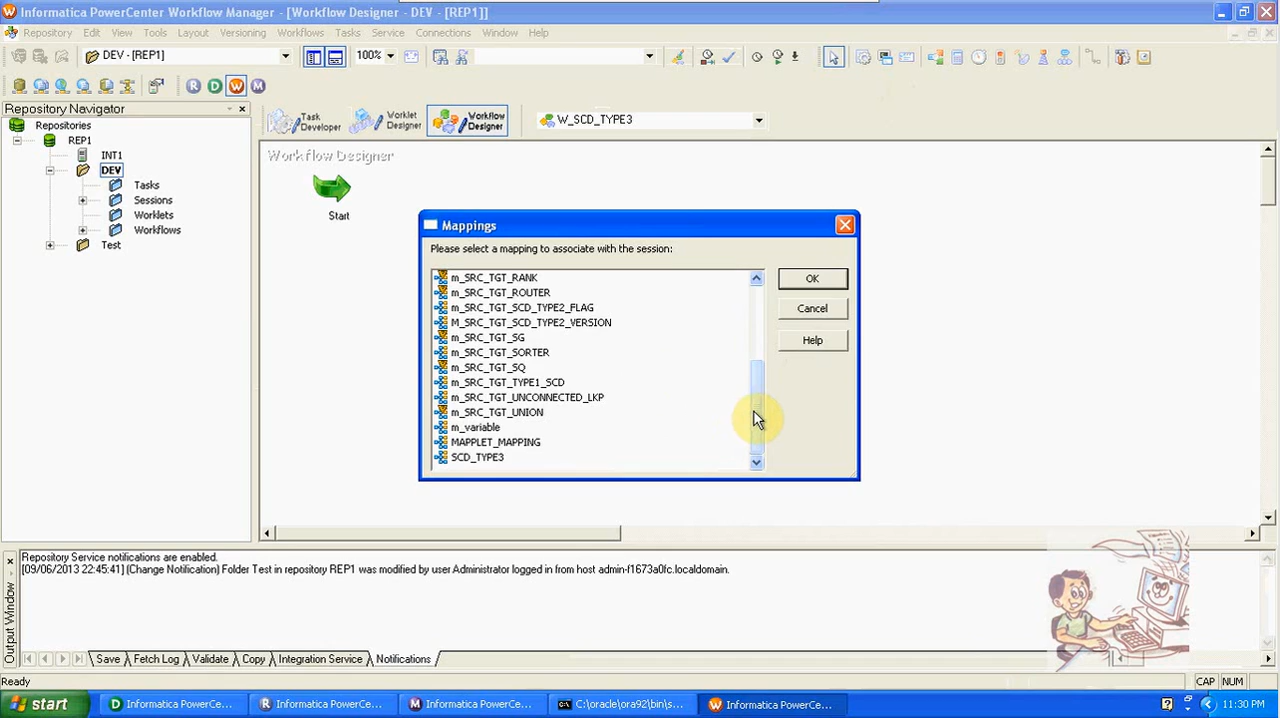 Informatica PowerCenter Workflow Manager - [Workflow Designer - DEV - [REP1]]
Repository Edit View Tools Layout Versioning Workflows Tasks Service Connections Window Help
DEV - [REP1]
100%
R D W M
Repository Navigator
Repositories
REP1
INT1
DEV
Tasks
Sessions
Worklets
Workflows
Test
Task Developer
Worklet Designer
Workflow Designer
W_SCD_TYPE3
Workflow Designer
Start
Mappings
Please select a mapping to associate with the session:
m_SRC_TGT_RANK
m_SRC_TGT_ROUTER
m_SRC_TGT_SCD_TYPE2_FLAG
M_SRC_TGT_SCD_TYPE2_VERSION
m_SRC_TGT_SG
m_SRC_TGT_SORTER
m_SRC_TGT_SQ
m_SRC_TGT_TYPE1_SCD
m_SRC_TGT_UNCONNECTED_LKP
m_SRC_TGT_UNION
m_variable
MAPPLET_MAPPING
SCD_TYPE3
OK
Cancel
Help
Output Window
Repository Service notifications are enabled.
[09/06/2013 22:45:41] (Change Notification) Folder Test in repository REP1 was modified by user Administrator logged in from host admin-f1673a0fc.localdomain.
Save Fetch Log Validate Copy Integration Service Notifications
Ready
CAP NUM
start
Informatica PowerCe...
Informatica PowerCe...
Informatica PowerCe...
C:\oracle\ora92\bin\s...
Informatica PowerCe...
11:30 PM